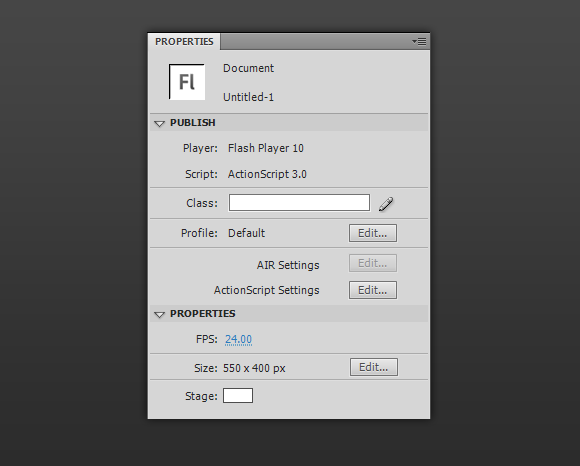 PROPERTIES
Fl
Document
Untitled-1
PUBLISH
Player: Flash Player 10
Script: ActionScript 3.0
Class:
Profile: Default Edit...
AIR Settings Edit...
ActionScript Settings Edit...
PROPERTIES
FPS: 24.00
Size: 550 x 400 px Edit...
Stage: